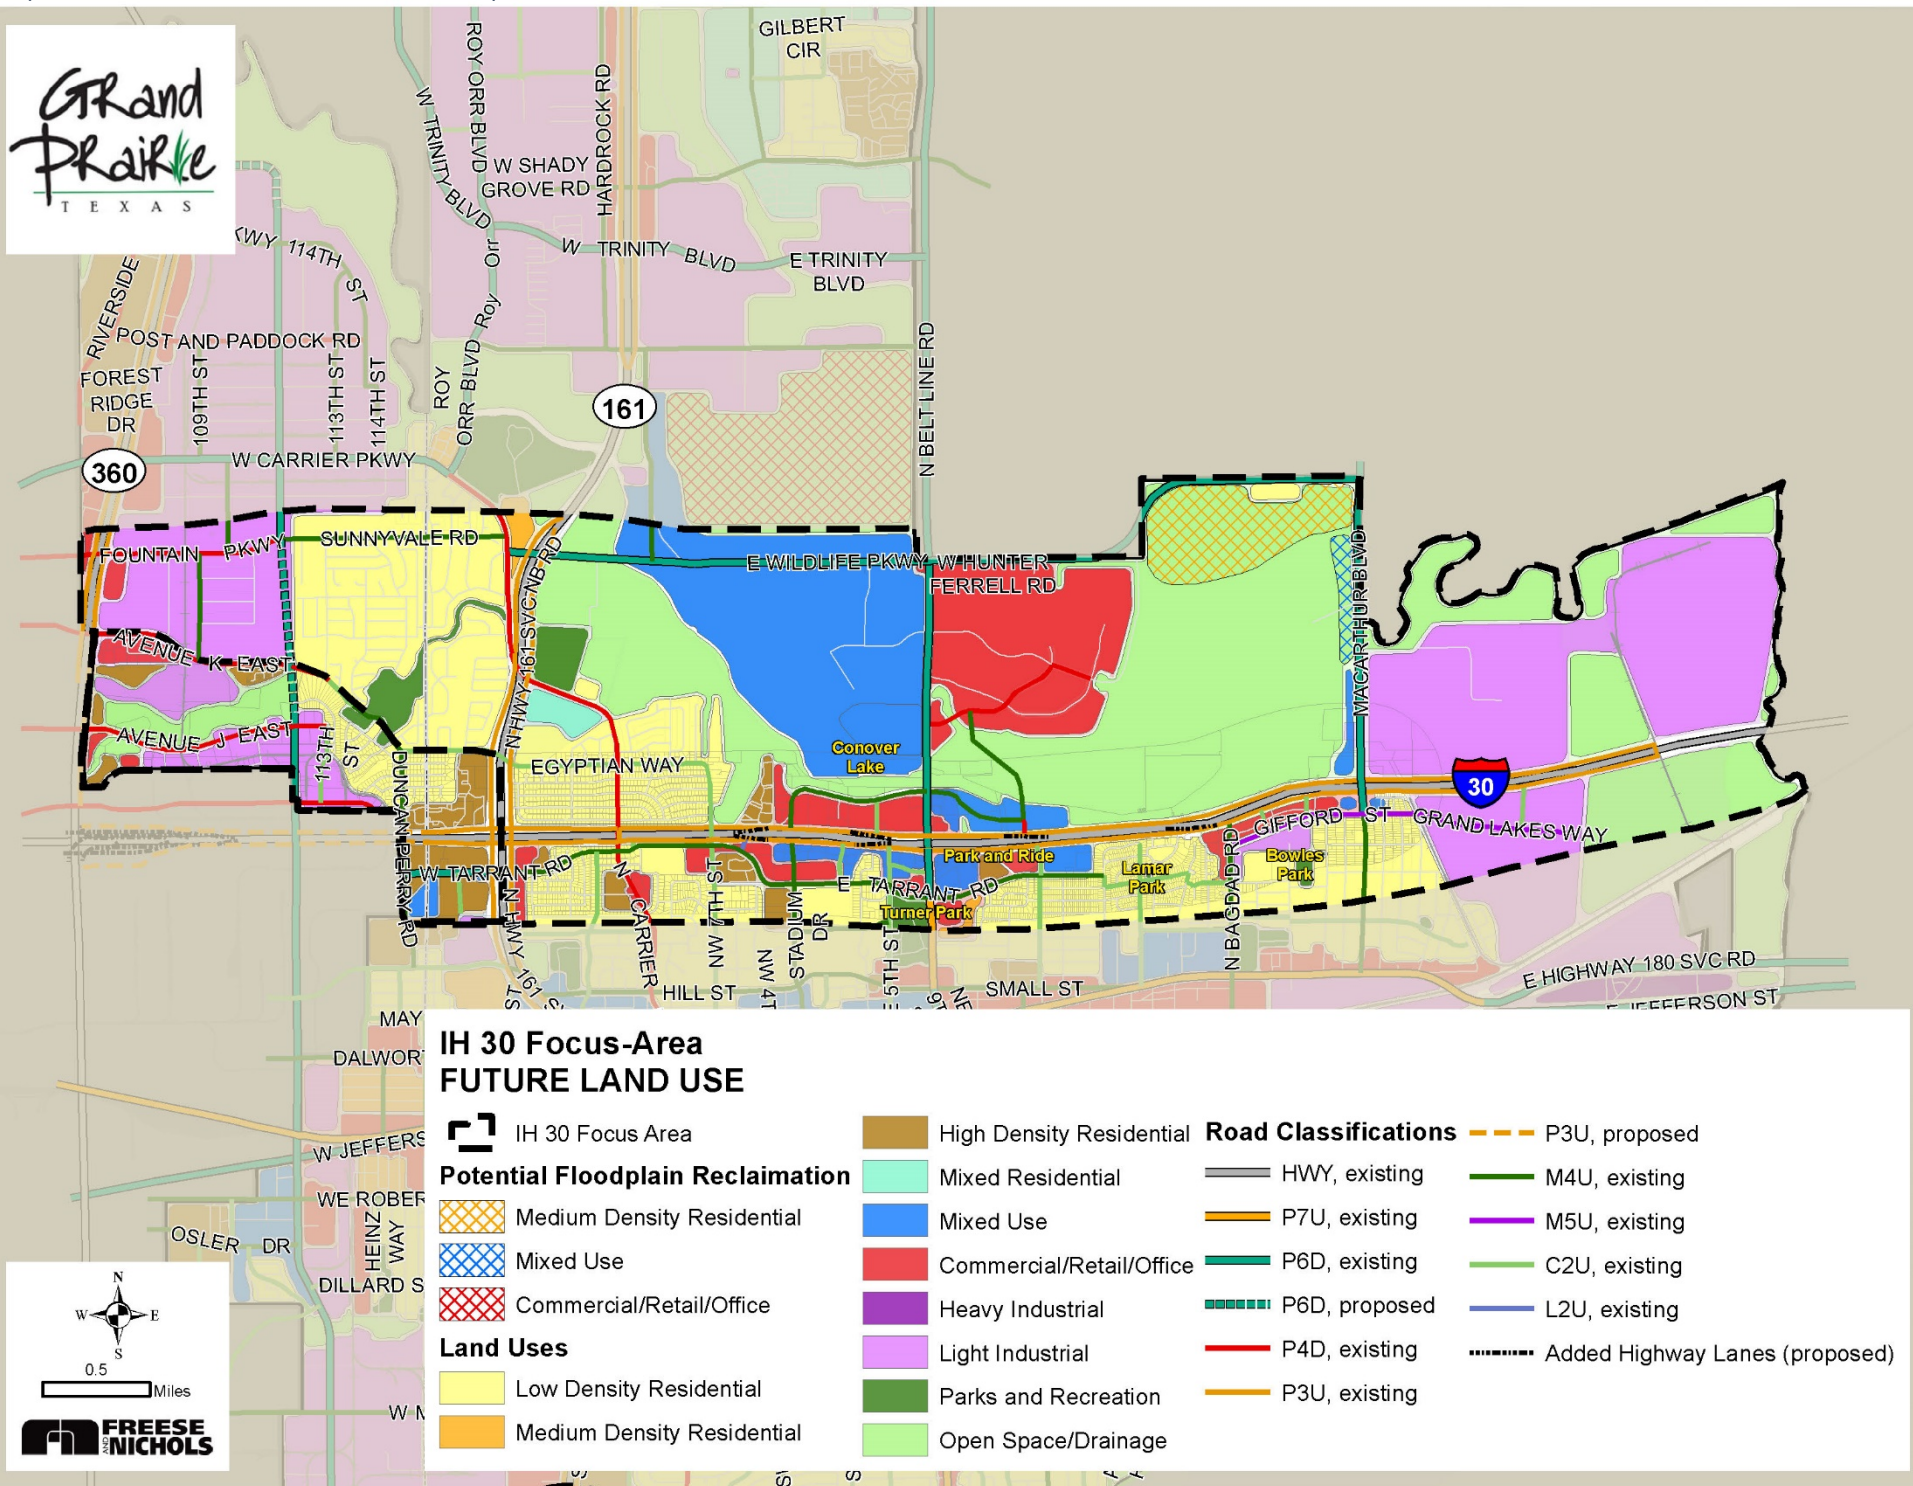 GRand
PRaiRie
TEXAS
GILBERT
CIR
W TRINITY BLVD
ROY ORR BLVD
HARDROCK RD
W SHADY
GROVE RD
W TRINITY BLVD
E TRINITY
BLVD
KWY 114TH
ST
RIVERSIDE
POST AND PADDOCK RD
FOREST
RIDGE
DR
109TH ST
113TH ST
114TH ST
ROY
ORR BLVD Roy Orr
161
N BELT LINE RD
360
W CARRIER PKWY
FOUNTAIN PKWY
SUNNYVALE RD
N HWY 161 SVC NB RD
E WILDLIFE PKWY
W HUNTER
FERRELL RD
MACARTHUR BLVD
AVENUE K EAST
AVENUE J EAST
113TH
ST
DUNCAN PERRY RD
EGYPTIAN WAY
Conover
Lake
30
GIFFORD ST
GRAND LAKES WAY
W TARRANT RD
Park and Ride
Lamar
Park
Bowles
Park
E TARRANT RD
Turner Park
N HWY 161 S
ST
N CARRIER
NW 7TH ST
NW 4T
STADIUM
DR
E 5TH ST
NE
N BAGDAD RD
HILL ST
SMALL ST
E HIGHWAY 180 SVC RD
E JEFFERSON ST
MAY
DALWOR
W JEFFERS
WE ROBER
OSLER DR
HEINZ
WAY
DILLARD S
W M
IH 30 Focus-Area
FUTURE LAND USE
IH 30 Focus Area
Potential Floodplain Reclamation
Medium Density Residential
Mixed Use
Commercial/Retail/Office
Land Uses
Low Density Residential
Medium Density Residential
High Density Residential
Mixed Residential
Mixed Use
Commercial/Retail/Office
Heavy Industrial
Light Industrial
Parks and Recreation
Open Space/Drainage
Road Classifications
HWY, existing
P7U, existing
P6D, existing
P6D, proposed
P4D, existing
P3U, existing
P3U, proposed
M4U, existing
M5U, existing
C2U, existing
L2U, existing
Added Highway Lanes (proposed)
N
W E
S
0.5
Miles
FREESE
AND
NICHOLS